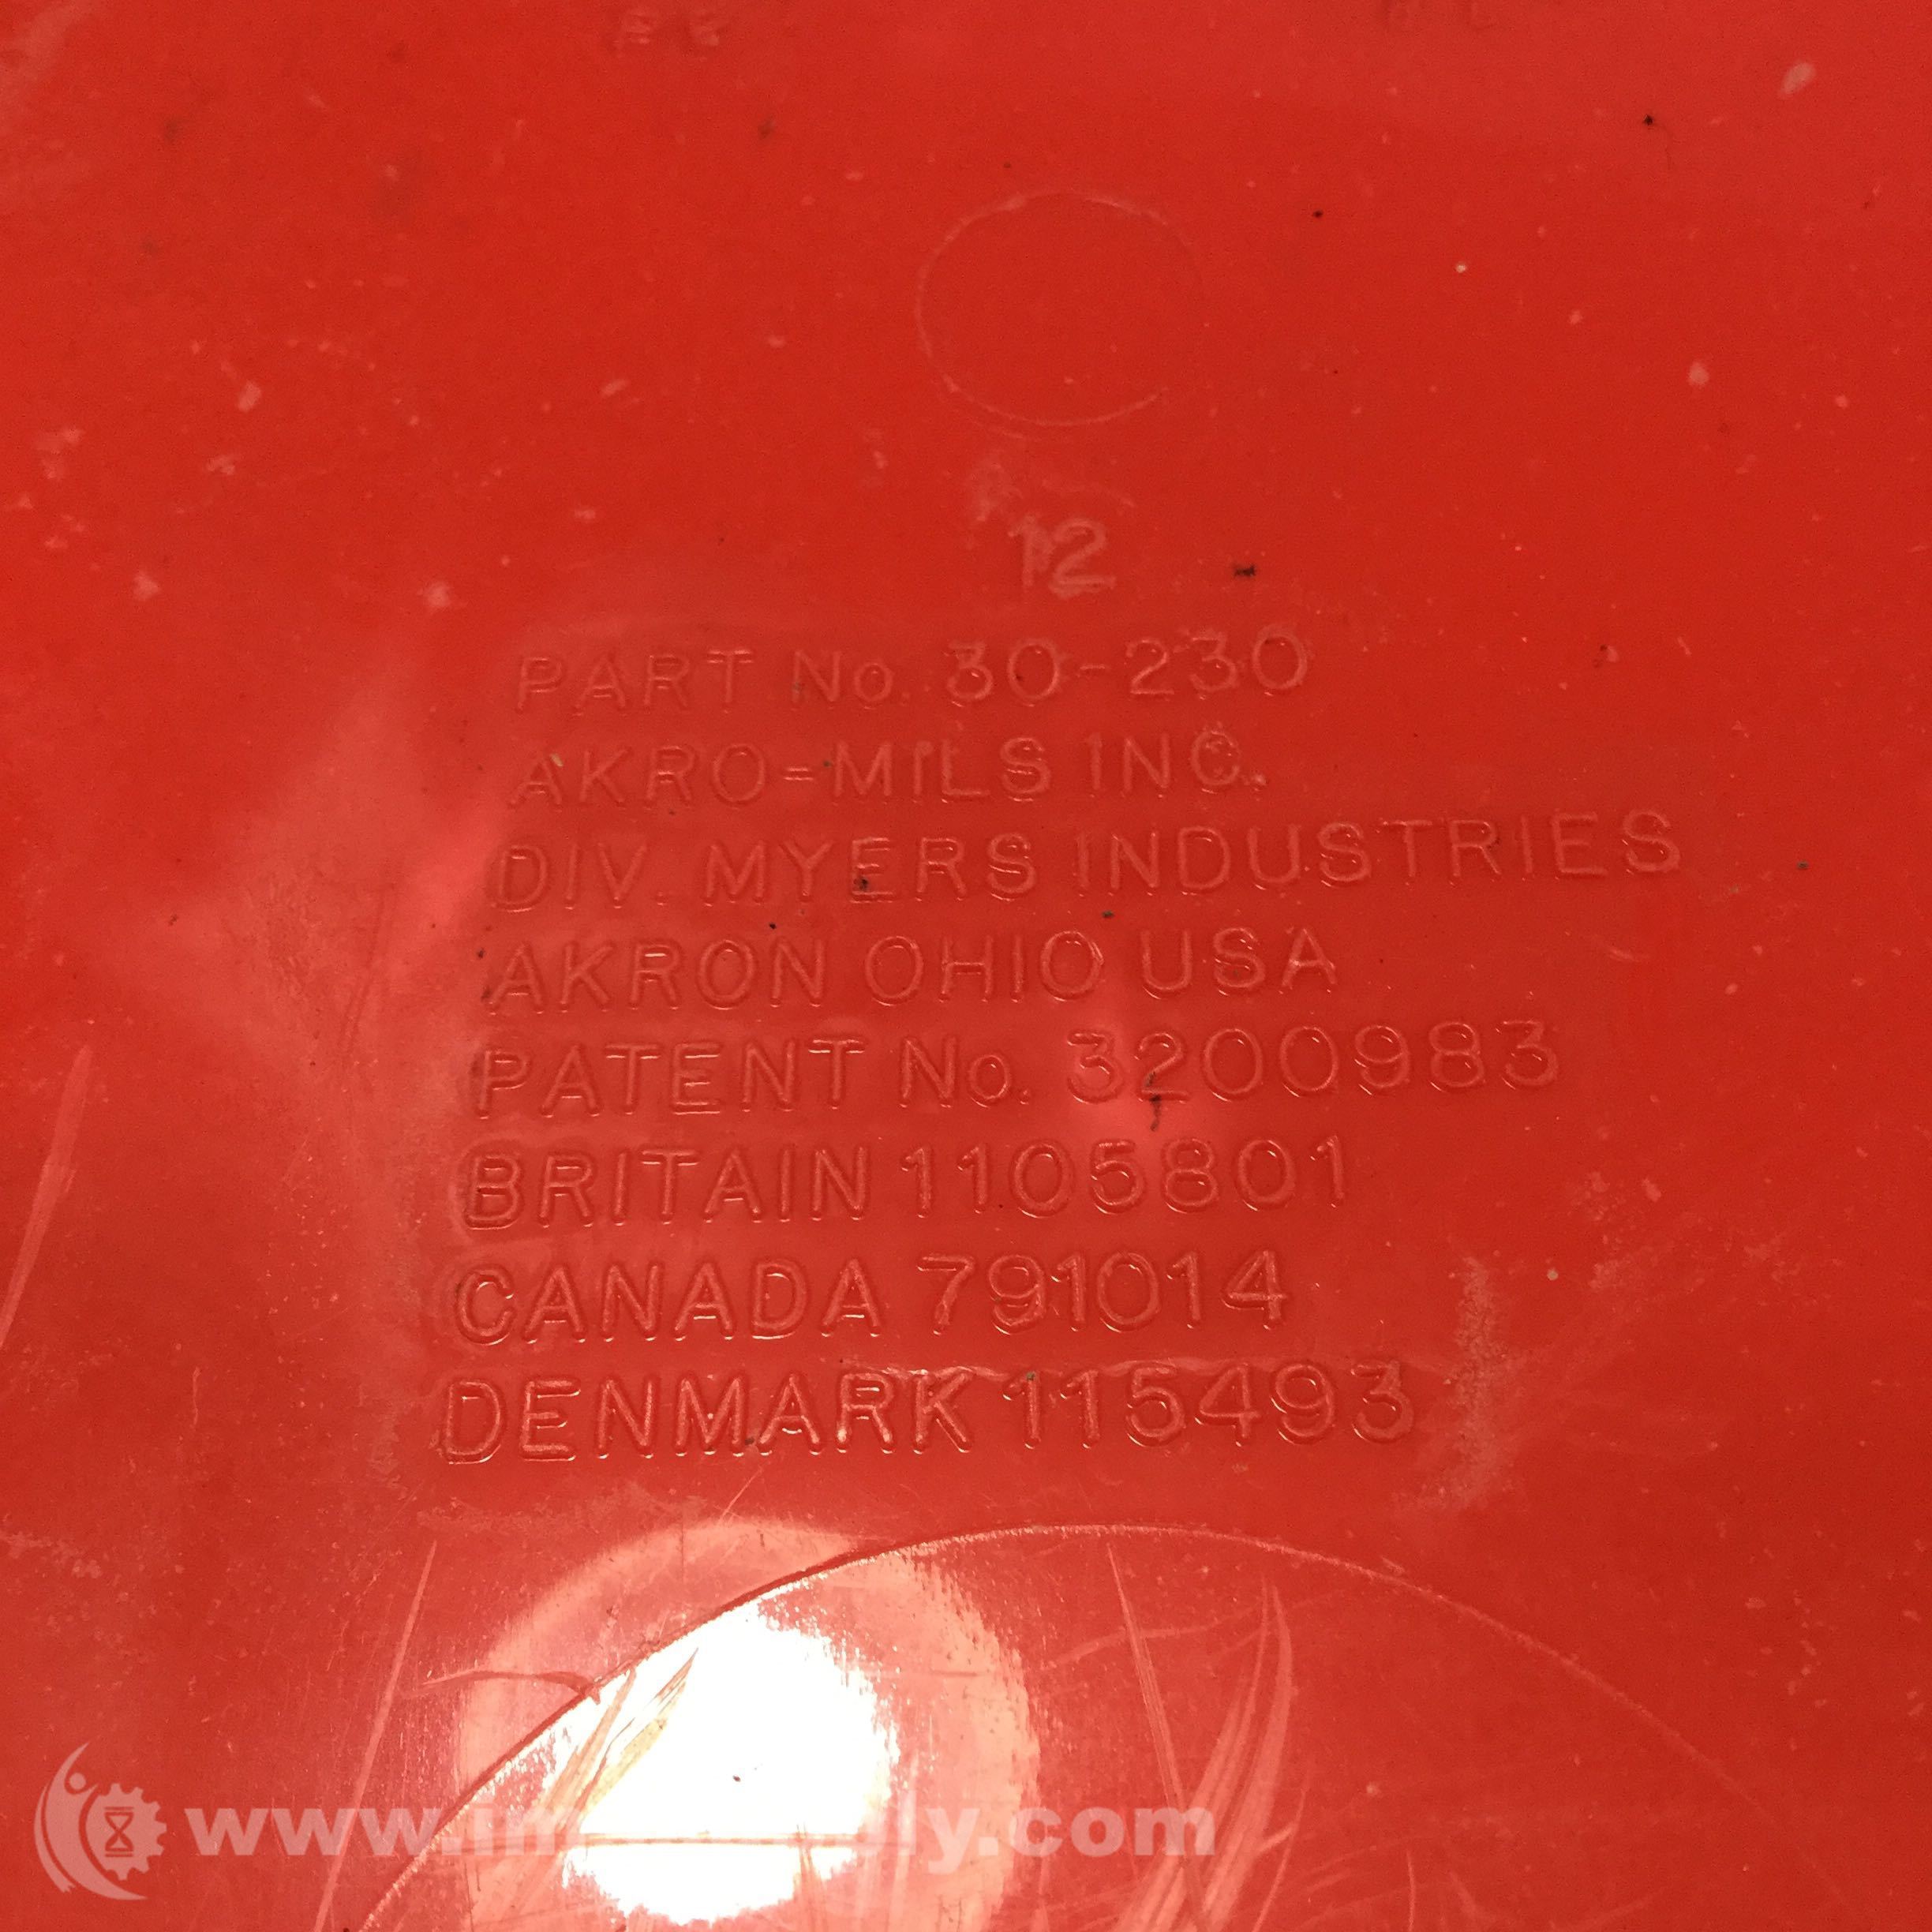 12
PART No. 30-230
AKRO-MILS INC.
DIV. MYERS INDUSTRIES
AKRON OHIO USA
PATENT No. 3200983
BRITAIN 1105801
CANADA 791014
DENMARK 115493